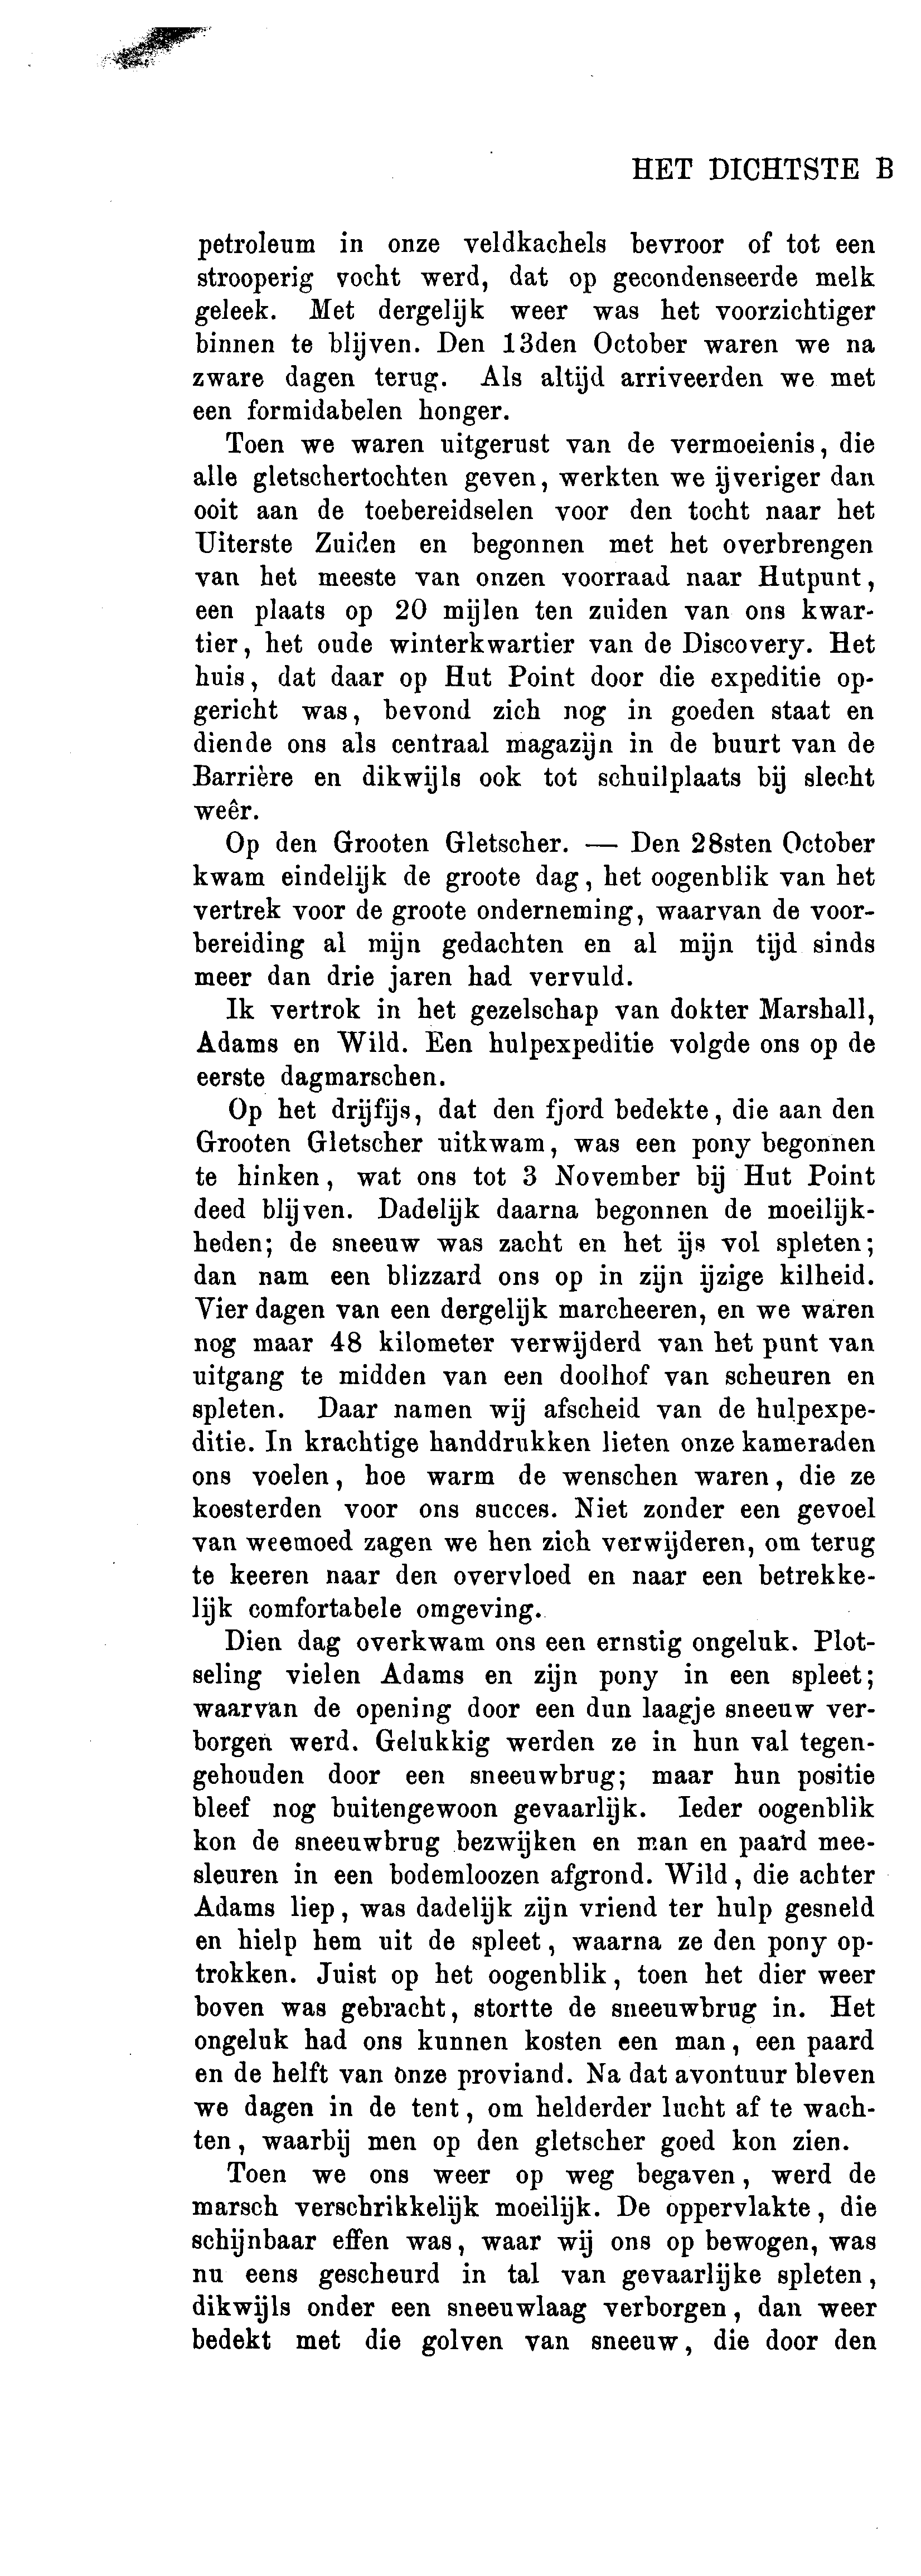 HET DICHTSTE B
petroleum in onze veldkachels bevroor of tot een
strooperig vocht werd, dat op gecondenseerde melk
geleek. Met dergelijk weer was het voorzichtiger
binnen te blijven. Den 13den October waren we na
zware dagen terug. Als altijd arriveerden we met
een formidabelen honger.
Toen we waren uitgerust van de vermoeienis, die
alle gletschertochten geven, werkten we ijveriger dan
ooit aan de toebereidselen voor den tocht naar het
Uiterste Zuiden en begonnen met het overbrengen
van het meeste van onzen voorraad naar Hutpunt,
een plaats op 20 mijlen ten zuiden van ons kwar-
tier, het oude winterkwartier van de Discovery. Het
huis, dat daar op Hut Point door die expeditie op-
gericht was, bevond zich nog in goeden staat en
diende ons als centraal magazijn in de buurt van de
Barrière en dikwijls ook tot schuilplaats bij slecht
weêr.
Op den Grooten Gletscher. — Den 28sten October
kwam eindelijk de groote dag, het oogenblik van het
vertrek voor de groote onderneming, waarvan de voor-
bereiding al mijn gedachten en al mijn tijd sinds
meer dan drie jaren had vervuld.
Ik vertrok in het gezelschap van dokter Marshall,
Adams en Wild. Een hulpexpeditie volgde ons op de
eerste dagmarschen.
Op het drijfijs, dat den fjord bedekte, die aan den
Grooten Gletscher uitkwam, was een pony begonnen
te hinken, wat ons tot 3 November bij Hut Point
deed blijven. Dadelijk daarna begonnen de moeilijk-
heden; de sneeuw was zacht en het ijs vol spleten;
dan nam een blizzard ons op in zijn ijzige kilheid.
Vier dagen van een dergelijk marcheeren, en we waren
nog maar 48 kilometer verwijderd van het punt van
uitgang te midden van een doolhof van scheuren en
spleten. Daar namen wij afscheid van de hulpexpe-
ditie. In krachtige handdrukken lieten onze kameraden
ons voelen, hoe warm de wenschen waren, die ze
koesterden voor ons succes. Niet zonder een gevoel
van weemoed zagen we hen zich verwijderen, om terug
te keeren naar den overvloed en naar een betrekke-
lijk comfortabele omgeving.
Dien dag overkwam ons een ernstig ongeluk. Plot-
seling vielen Adams en zijn pony in een spleet;
waarvan de opening door een dun laagje sneeuw ver-
borgen werd. Gelukkig werden ze in hun val tegen-
gehouden door een sneeuwbrug; maar hun positie
bleef nog buitengewoon gevaarlijk. Ieder oogenblik
kon de sneeuwbrug bezwijken en man en paard mee-
sleuren in een bodemloozen afgrond. Wild, die achter
Adams liep, was dadelijk zijn vriend ter hulp gesneld
en hielp hem uit de spleet, waarna ze den pony op-
trokken. Juist op het oogenblik, toen het dier weer
boven was gebracht, stortte de sneeuwbrug in. Het
ongeluk had ons kunnen kosten een man, een paard
en de helft van onze proviand. Na dat avontuur bleven
we dagen in de tent, om helderder lucht af te wach-
ten, waarbij men op den gletscher goed kon zien.
Toen we ons weer op weg begaven, werd de
marsch verschrikkelijk moeilijk. De oppervlakte, die
schijnbaar effen was, waar wij ons op bewogen, was
nu eens gescheurd in tal van gevaarlijke spleten,
dikwijls onder een sneeuwlaag verborgen, dan weer
bedekt met die golven van sneeuw, die door den